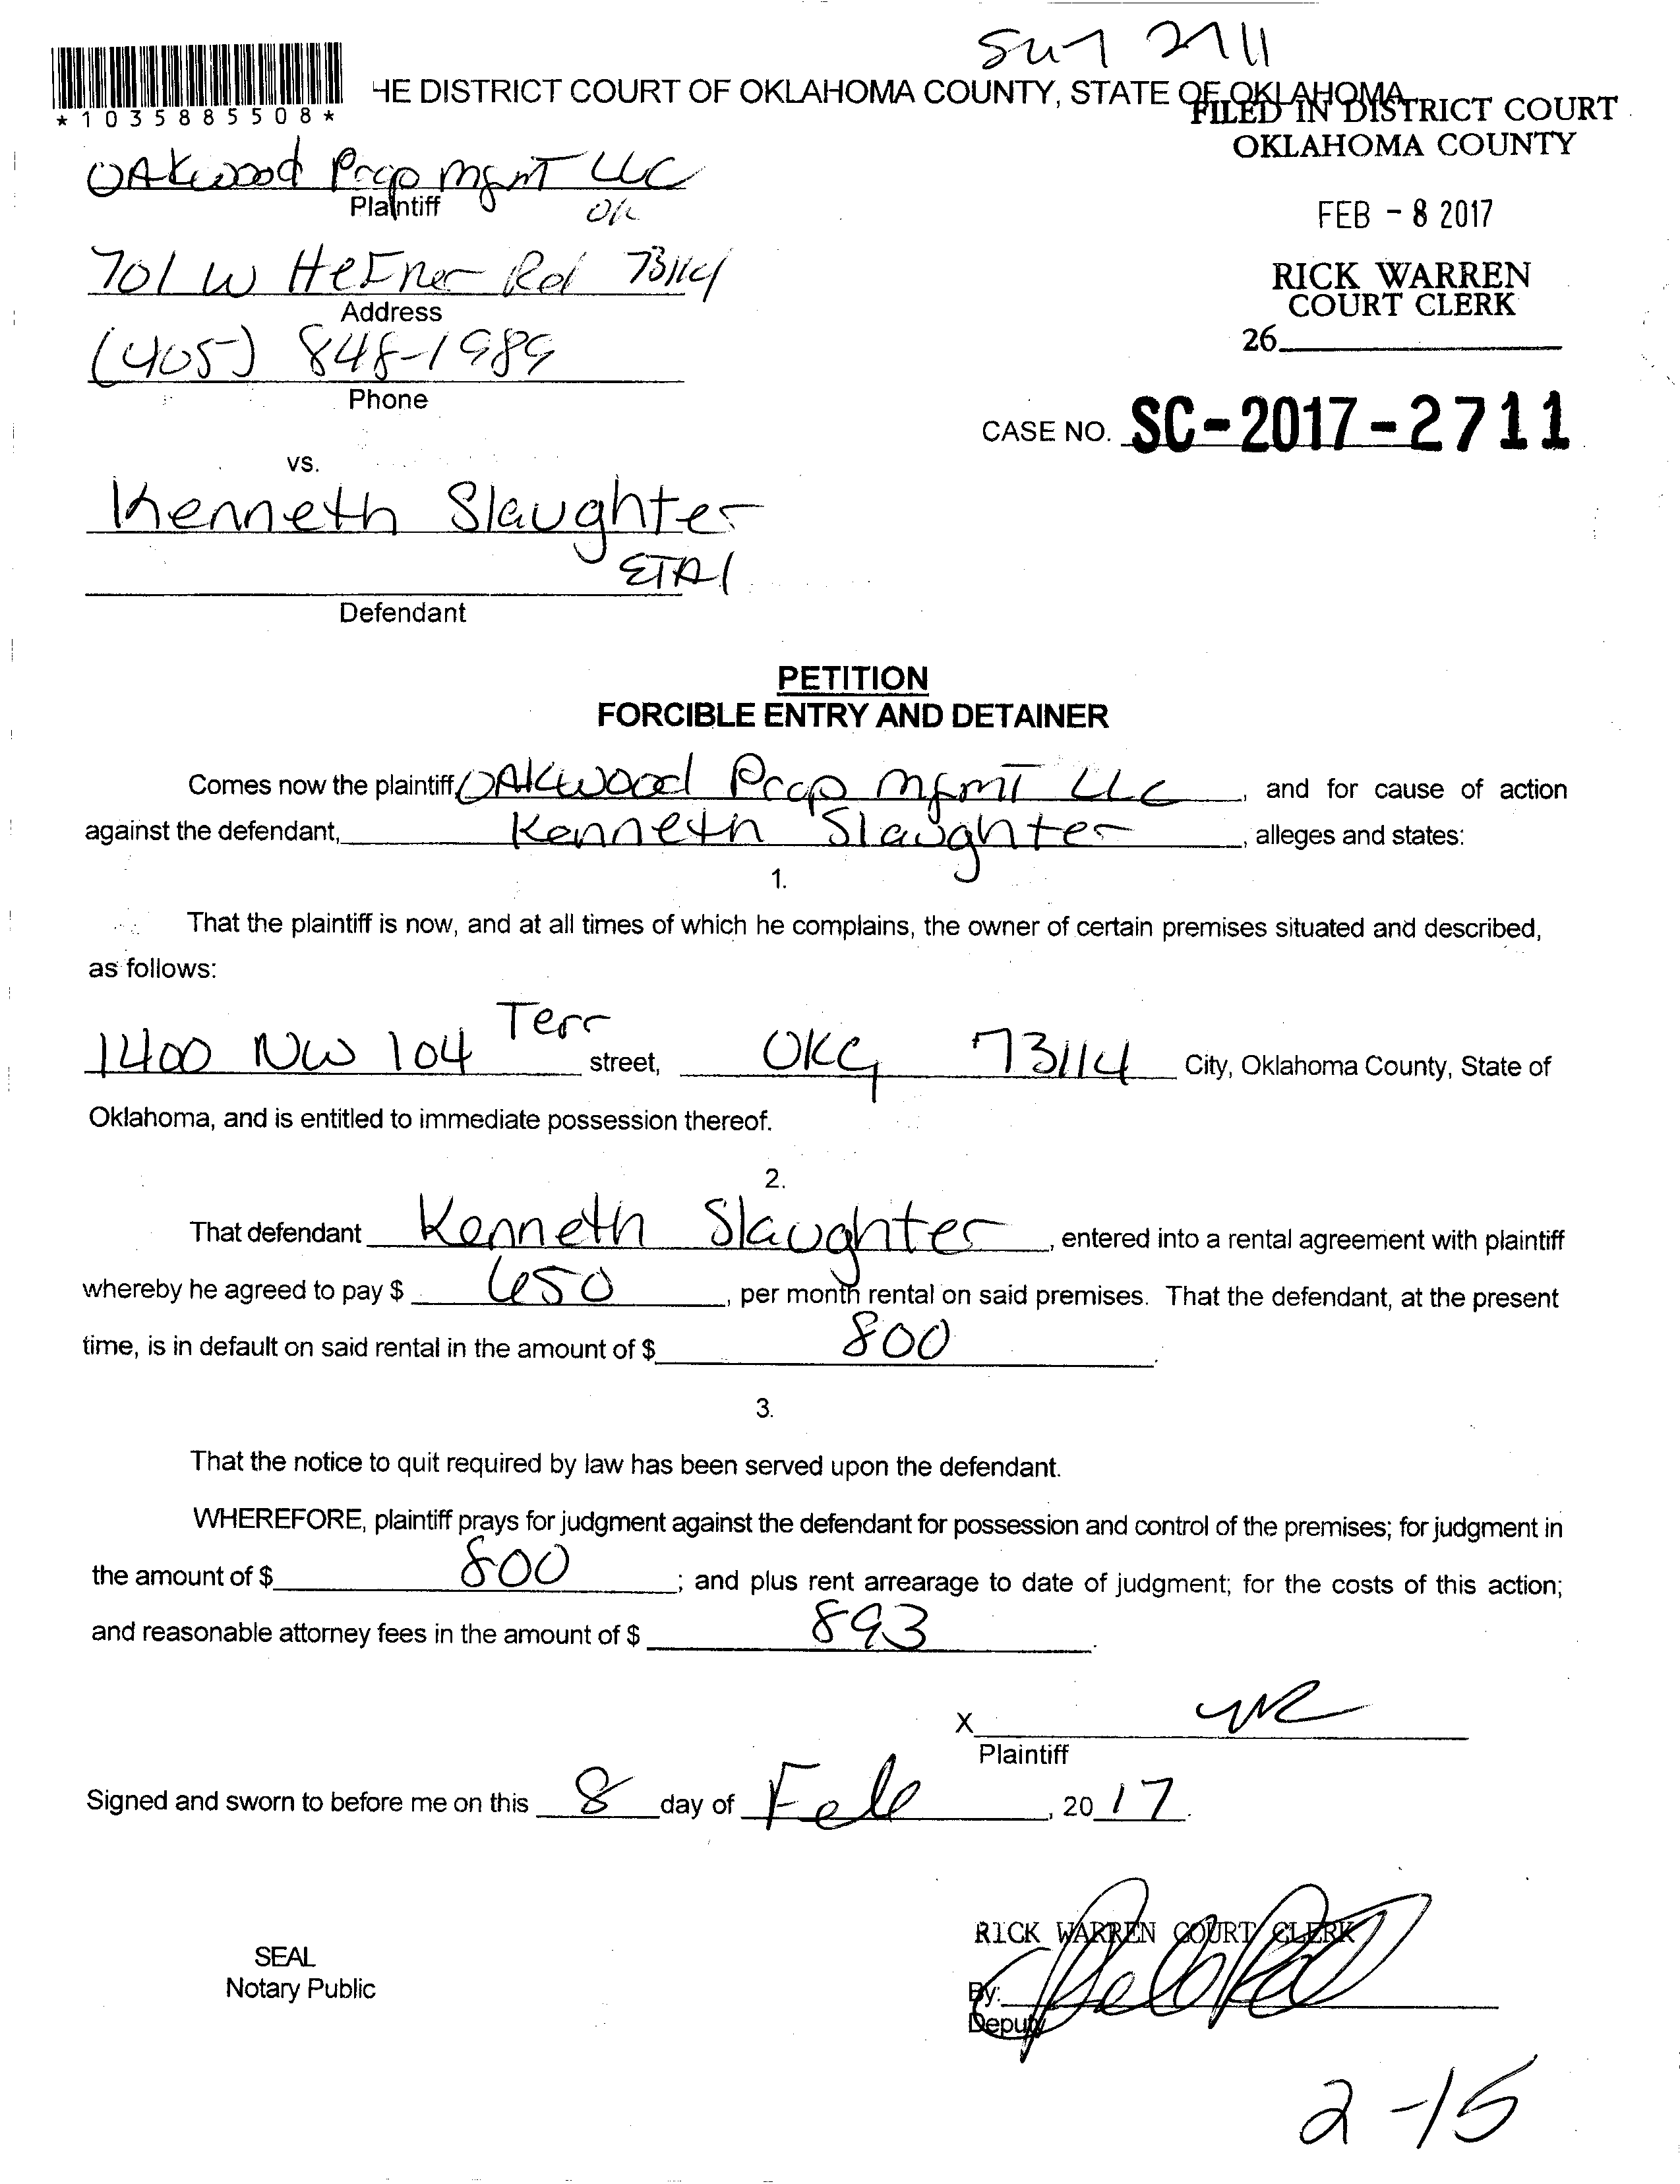 *1035885508*
HE DISTRICT COURT OF OKLAHOMA COUNTY, STATE OF OKLAHOMA
FILED IN DISTRICT COURT
OKLAHOMA COUNTY
FEB - 8 2017
RICK WARREN
COURT CLERK
26
CASE NO. SC-2017-2711
OAkwood Prop mgmT LLC
Plaintiff
701 W HeFner Rd 73114
Address
(405) 848-1989
Phone
vs.
Kenneth Slaughter
ETAl
Defendant
PETITION
FORCIBLE ENTRY AND DETAINER
Comes now the plaintiff, OAkwood Prop mgmT LLC, and for cause of action
against the defendant, Kenneth Slaughter, alleges and states:
1.
That the plaintiff is now, and at all times of which he complains, the owner of certain premises situated and described,
as follows:
1400 NW 104 Terr street, OKC, 73114 City, Oklahoma County, State of
Oklahoma, and is entitled to immediate possession thereof.
2.
That defendant Kenneth Slaughter, entered into a rental agreement with plaintiff
whereby he agreed to pay $ 650, per month rental on said premises. That the defendant, at the present
time, is in default on said rental in the amount of $ 800.
3.
That the notice to quit required by law has been served upon the defendant.
WHEREFORE, plaintiff prays for judgment against the defendant for possession and control of the premises; for judgment in
the amount of $ 800; and plus rent arrearage to date of judgment; for the costs of this action;
and reasonable attorney fees in the amount of $ 893.
X
Plaintiff
Signed and sworn to before me on this 8 day of Feb, 2017.
RICK WARREN COURT CLERK
SEAL
Notary Public
By:
Deputy
2-15